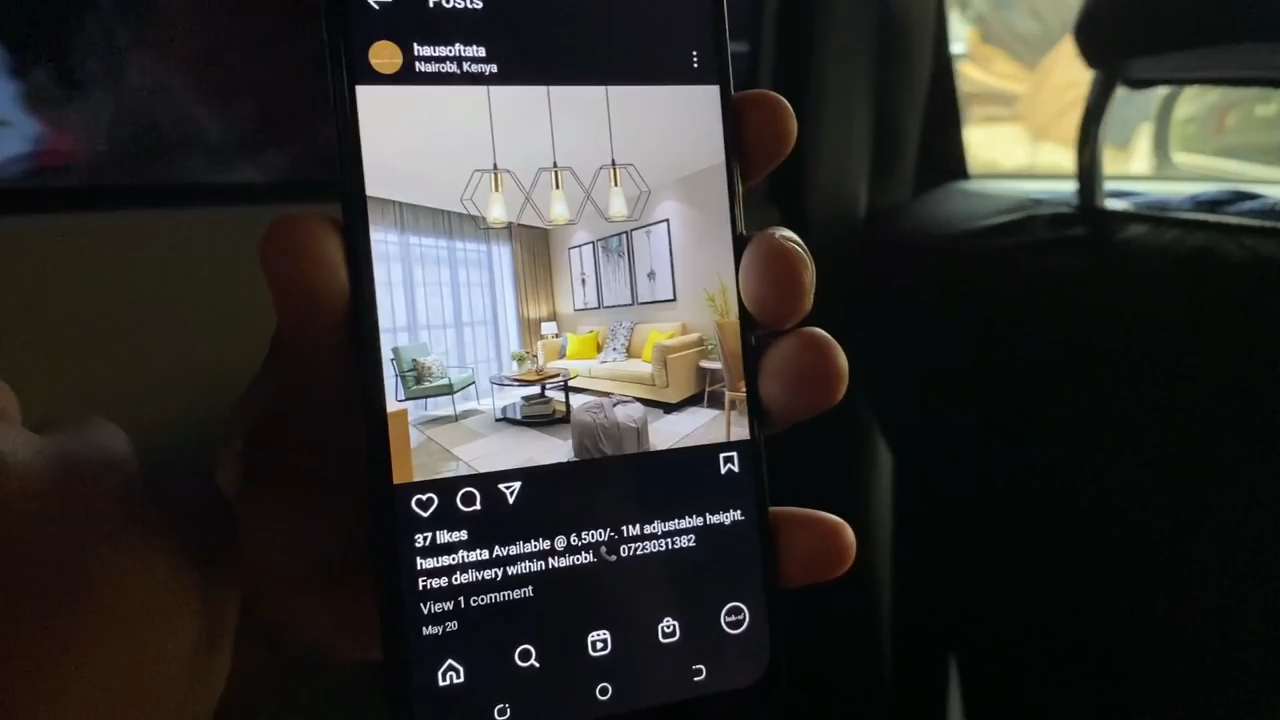 Posts
hausoftata
Nairobi, Kenya
37 likes
hausoftata Available @ 6,500/-. 1M adjustable height.
Free delivery within Nairobi. 📞 0723031382
View 1 comment
May 20